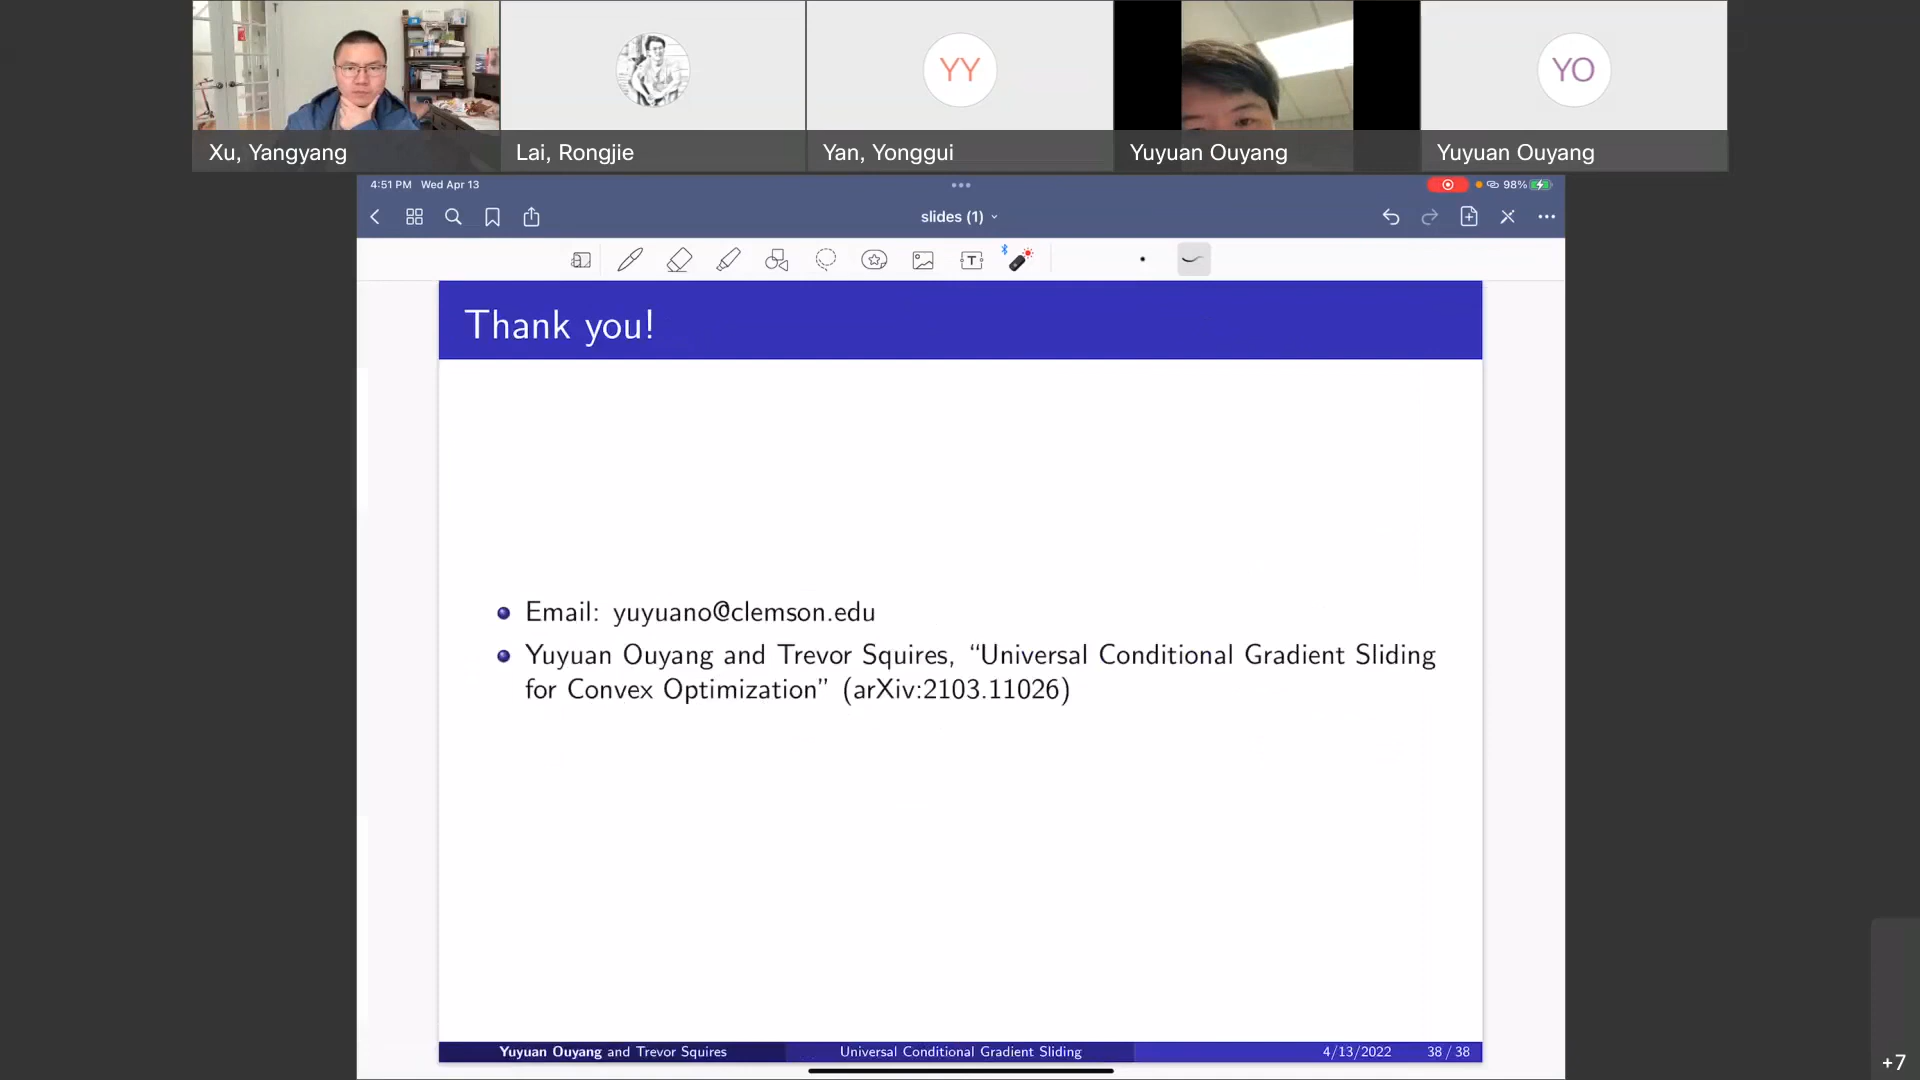 YY
YO
Xu, Yangyang
Lai, Rongjie
Yan, Yonggui
Yuyuan Ouyang
Yuyuan Ouyang
4:51 PM Wed Apr 13
98%
slides (1)
T
Thank you!
Email: yuyuano@clemson.edu
Yuyuan Ouyang and Trevor Squires, “Universal Conditional Gradient Sliding
for Convex Optimization” (arXiv:2103.11026)
Yuyuan Ouyang and Trevor Squires
Universal Conditional Gradient Sliding
4/13/2022
38 / 38
+7